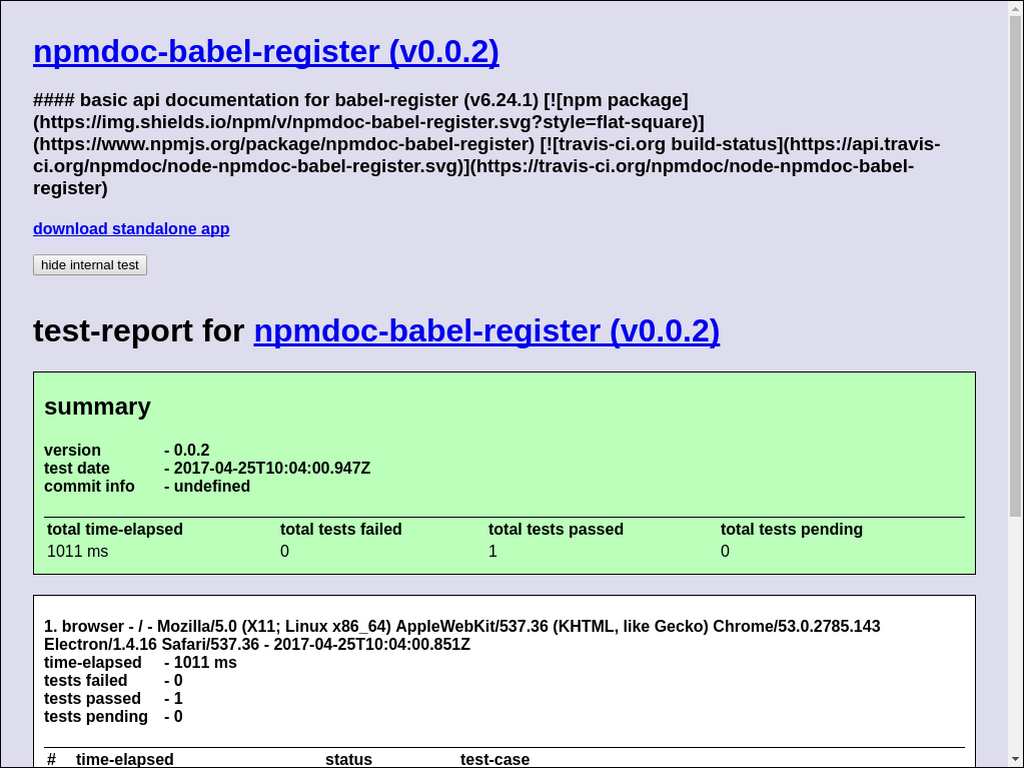 npmdoc-babel-register (v0.0.2)
#### basic api documentation for babel-register (v6.24.1) [![npm package]
(https://img.shields.io/npm/v/npmdoc-babel-register.svg?style=flat-square)]
(https://www.npmjs.org/package/npmdoc-babel-register) [![travis-ci.org build-status](https://api.travis-
ci.org/npmdoc/node-npmdoc-babel-register.svg)](https://travis-ci.org/npmdoc/node-npmdoc-babel-
register)
download standalone app
hide internal test
test-report for npmdoc-babel-register (v0.0.2)
summary
version - 0.0.2
test date - 2017-04-25T10:04:00.947Z
commit info - undefined
total time-elapsed total tests failed total tests passed total tests pending
1011 ms 0 1 0
1. browser - / - Mozilla/5.0 (X11; Linux x86_64) AppleWebKit/537.36 (KHTML, like Gecko) Chrome/53.0.2785.143
Electron/1.4.16 Safari/537.36 - 2017-04-25T10:04:00.851Z
time-elapsed - 1011 ms
tests failed - 0
tests passed - 1
tests pending - 0
# time-elapsed status test-case